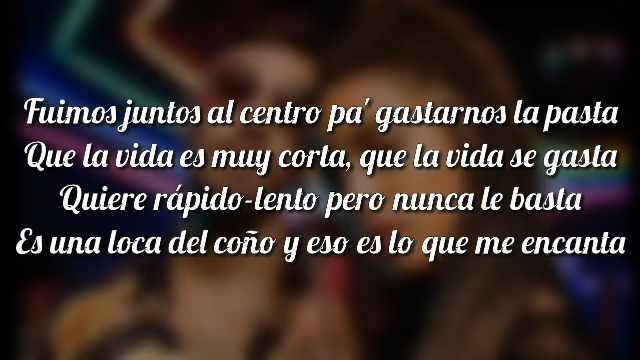 Fuimos juntos al centro pa' gastarnos la pasta
Que la vida es muy corta, que la vida se gasta
Quiere rápido-lento pero nunca le basta
Es una loca del coño y eso es lo que me encanta